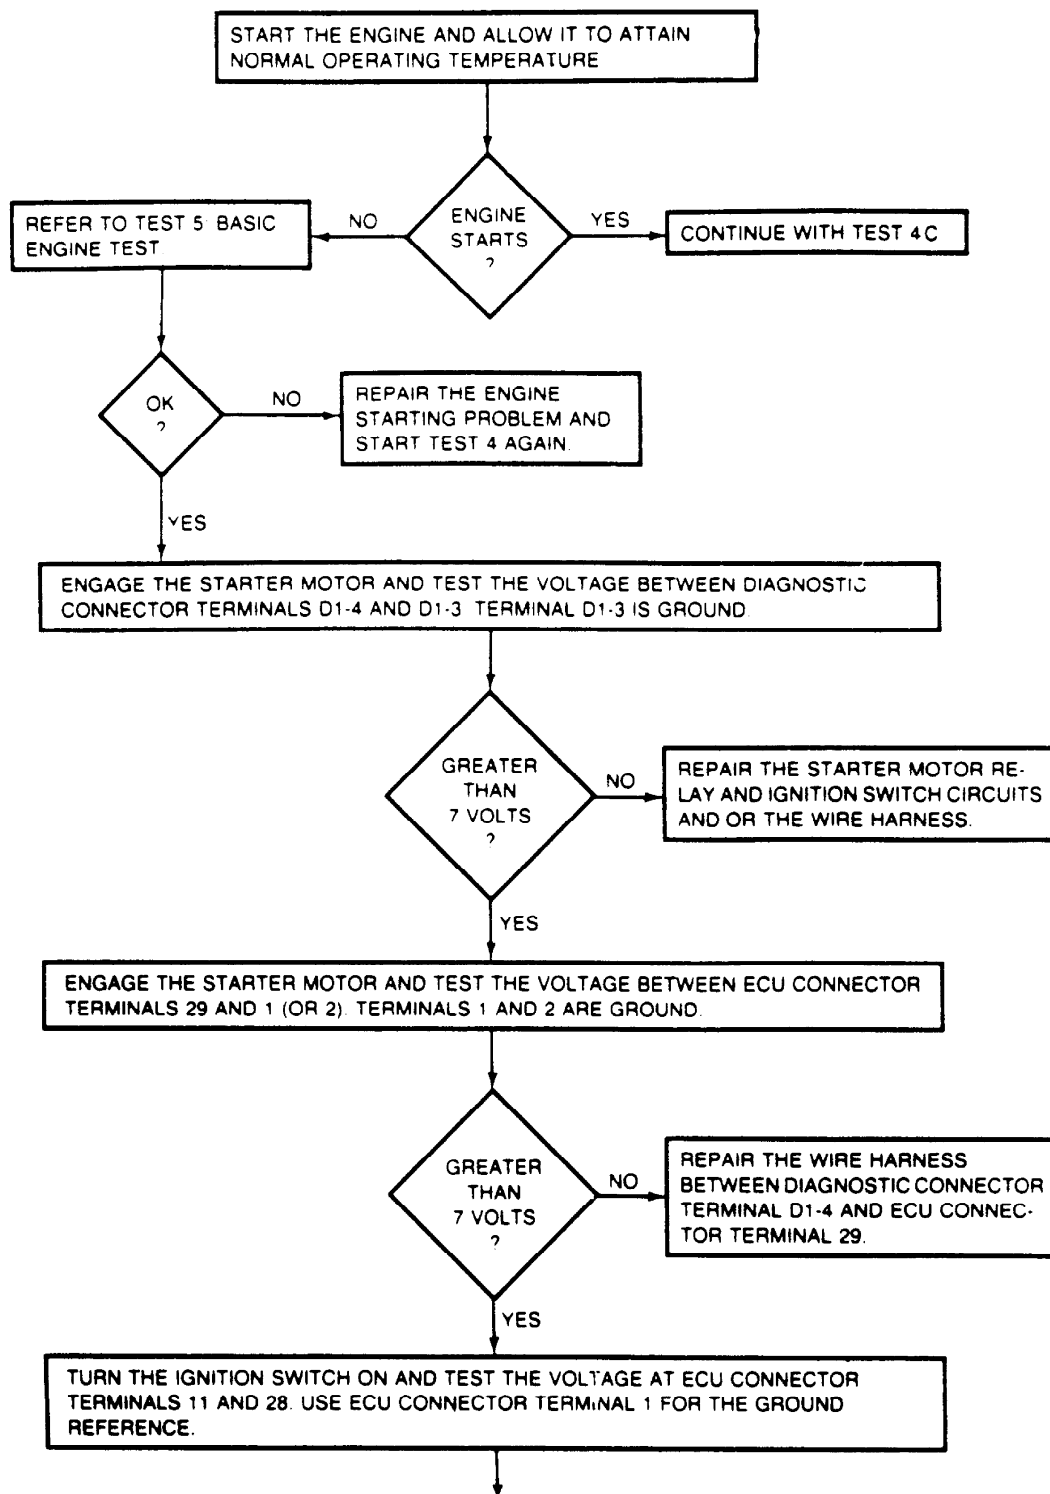 START THE ENGINE AND ALLOW IT TO ATTAIN
NORMAL OPERATING TEMPERATURE
ENGINE
STARTS
?
NO
YES
REFER TO TEST 5: BASIC
ENGINE TEST
CONTINUE WITH TEST 4C
OK
?
NO
REPAIR THE ENGINE
STARTING PROBLEM AND
START TEST 4 AGAIN.
YES
ENGAGE THE STARTER MOTOR AND TEST THE VOLTAGE BETWEEN DIAGNOSTIC
CONNECTOR TERMINALS D1-4 AND D1-3 TERMINAL D1-3 IS GROUND.
GREATER
THAN
7 VOLTS
?
NO
REPAIR THE STARTER MOTOR RE-
LAY AND IGNITION SWITCH CIRCUITS
AND OR THE WIRE HARNESS.
YES
ENGAGE THE STARTER MOTOR AND TEST THE VOLTAGE BETWEEN ECU CONNECTOR
TERMINALS 29 AND 1 (OR 2). TERMINALS 1 AND 2 ARE GROUND.
GREATER
THAN
7 VOLTS
?
NO
REPAIR THE WIRE HARNESS
BETWEEN DIAGNOSTIC CONNECTOR
TERMINAL D1-4 AND ECU CONNEC-
TOR TERMINAL 29.
YES
TURN THE IGNITION SWITCH ON AND TEST THE VOLTAGE AT ECU CONNECTOR
TERMINALS 11 AND 28. USE ECU CONNECTOR TERMINAL 1 FOR THE GROUND
REFERENCE.